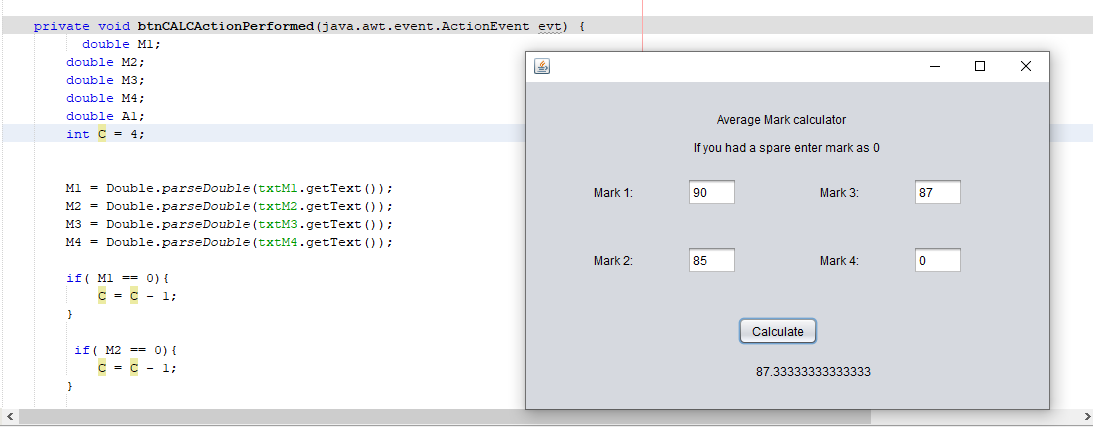 private void btnCALCActionPerformed(java.awt.event.ActionEvent evt) {
double M1;
double M2;
double M3;
double M4;
double A1;
int C = 4;
M1 = Double.parseDouble(txtM1.getText());
M2 = Double.parseDouble(txtM2.getText());
M3 = Double.parseDouble(txtM3.getText());
M4 = Double.parseDouble(txtM4.getText());
if( M1 == 0){
C = C - 1;
}
if( M2 == 0){
C = C - 1;
}
Average Mark calculator
If you had a spare enter mark as 0
Mark 1: 90 Mark 3: 87
Mark 2: 85 Mark 4: 0
Calculate
87.33333333333333